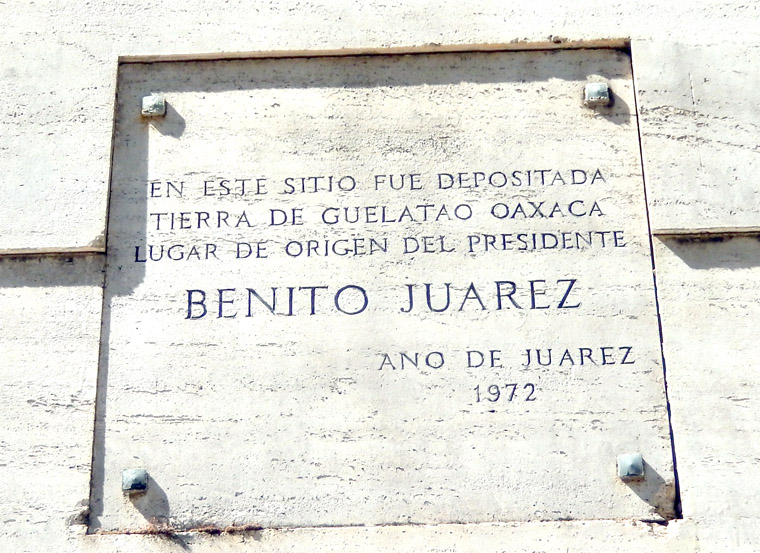 EN ESTE SITIO FUE DEPOSITADA
TIERRA DE GUELATAO OAXACA
LUGAR DE ORIGEN DEL PRESIDENTE
BENITO JUAREZ
ANO DE JUAREZ
1972